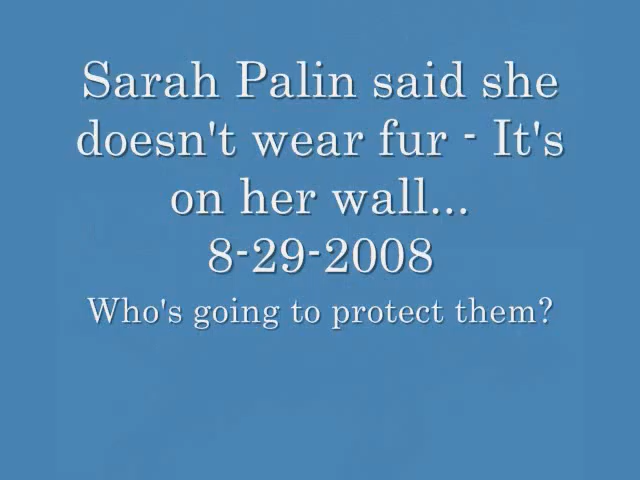 Sarah Palin said she
doesn't wear fur - It's
on her wall...
8-29-2008
Who's going to protect them?